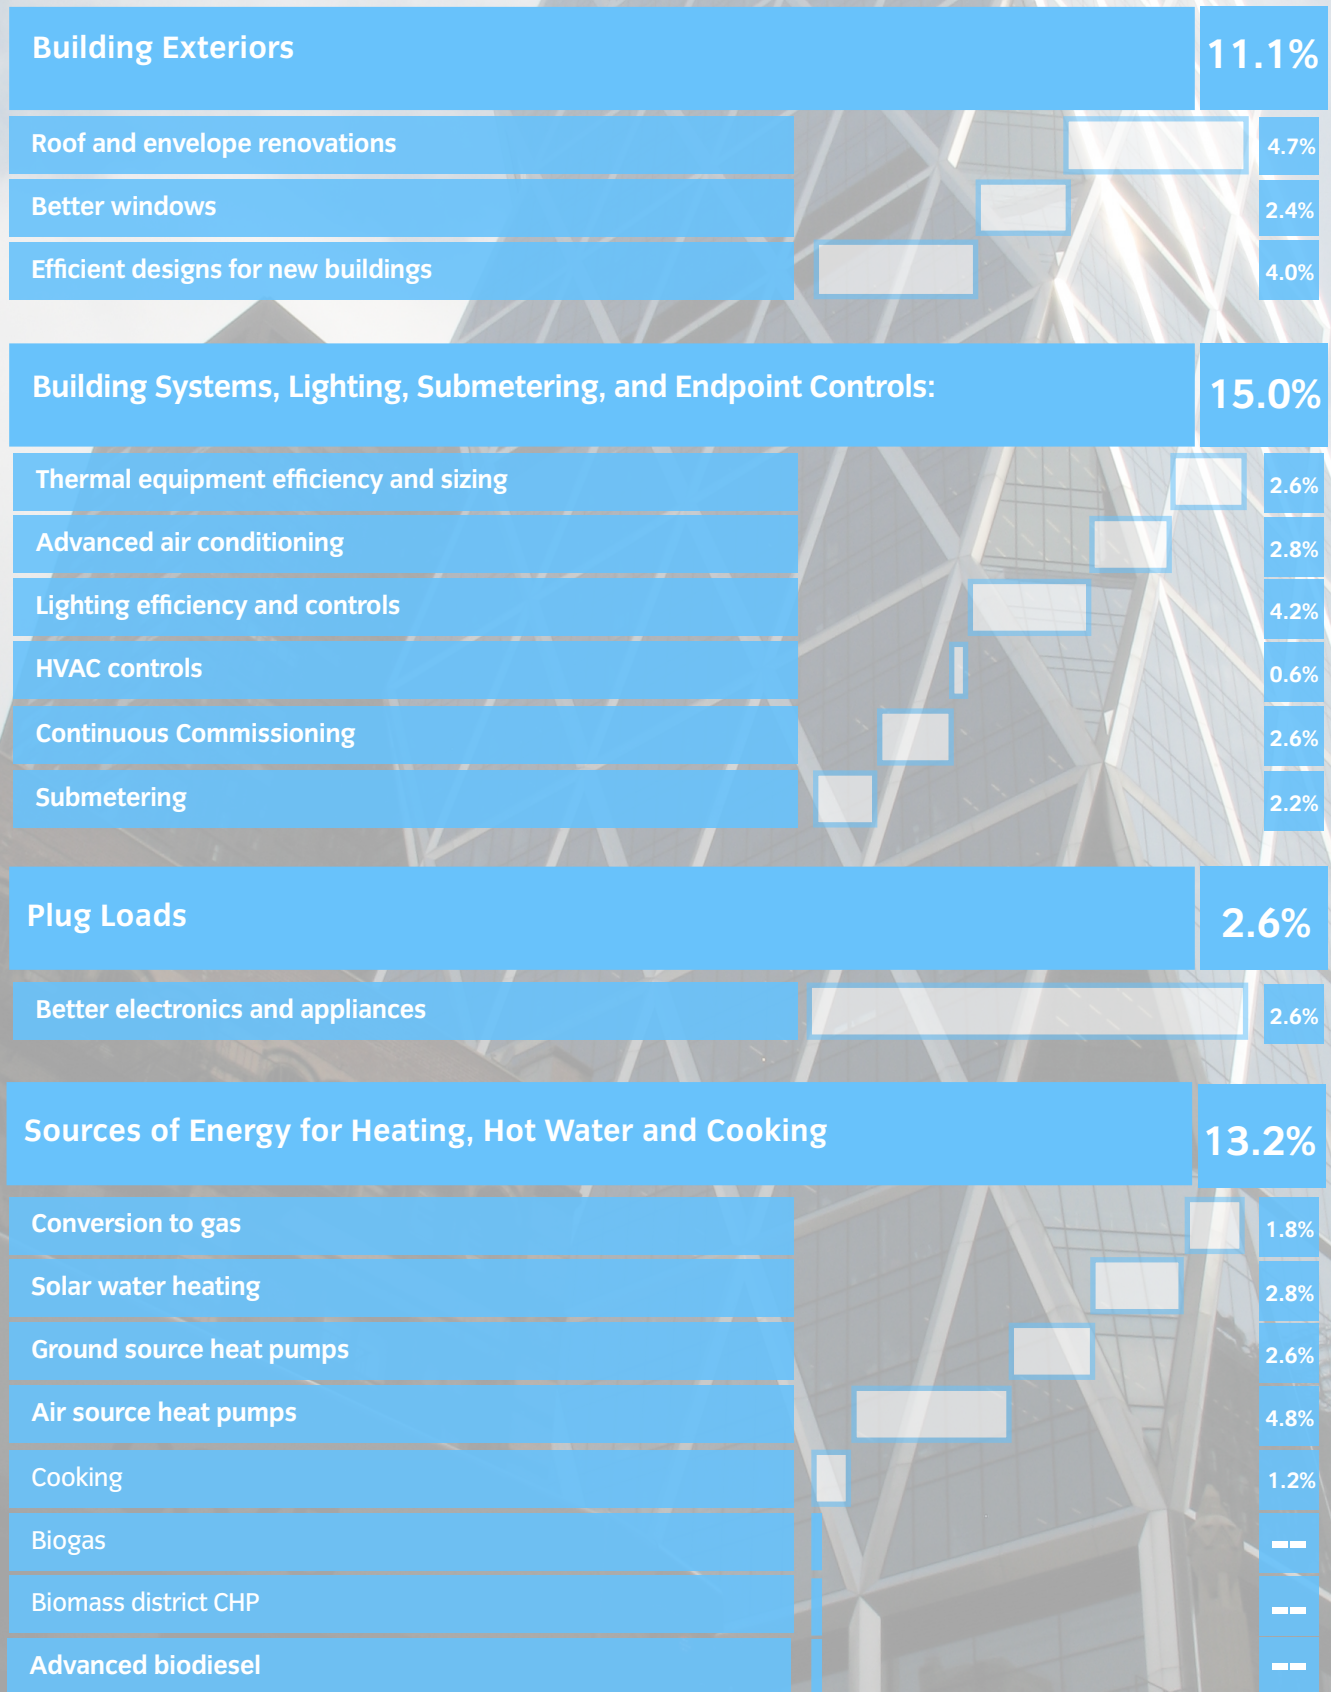 Building Exteriors 11.1%
Roof and envelope renovations 4.7%
Better windows 2.4%
Efficient designs for new buildings 4.0%
Building Systems, Lighting, Submetering, and Endpoint Controls: 15.0%
Thermal equipment efficiency and sizing 2.6%
Advanced air conditioning 2.8%
Lighting efficiency and controls 4.2%
HVAC controls 0.6%
Continuous Commissioning 2.6%
Submetering 2.2%
Plug Loads 2.6%
Better electronics and appliances 2.6%
Sources of Energy for Heating, Hot Water and Cooking 13.2%
Conversion to gas 1.8%
Solar water heating 2.8%
Ground source heat pumps 2.6%
Air source heat pumps 4.8%
Cooking 1.2%
Biogas --
Biomass district CHP --
Advanced biodiesel --